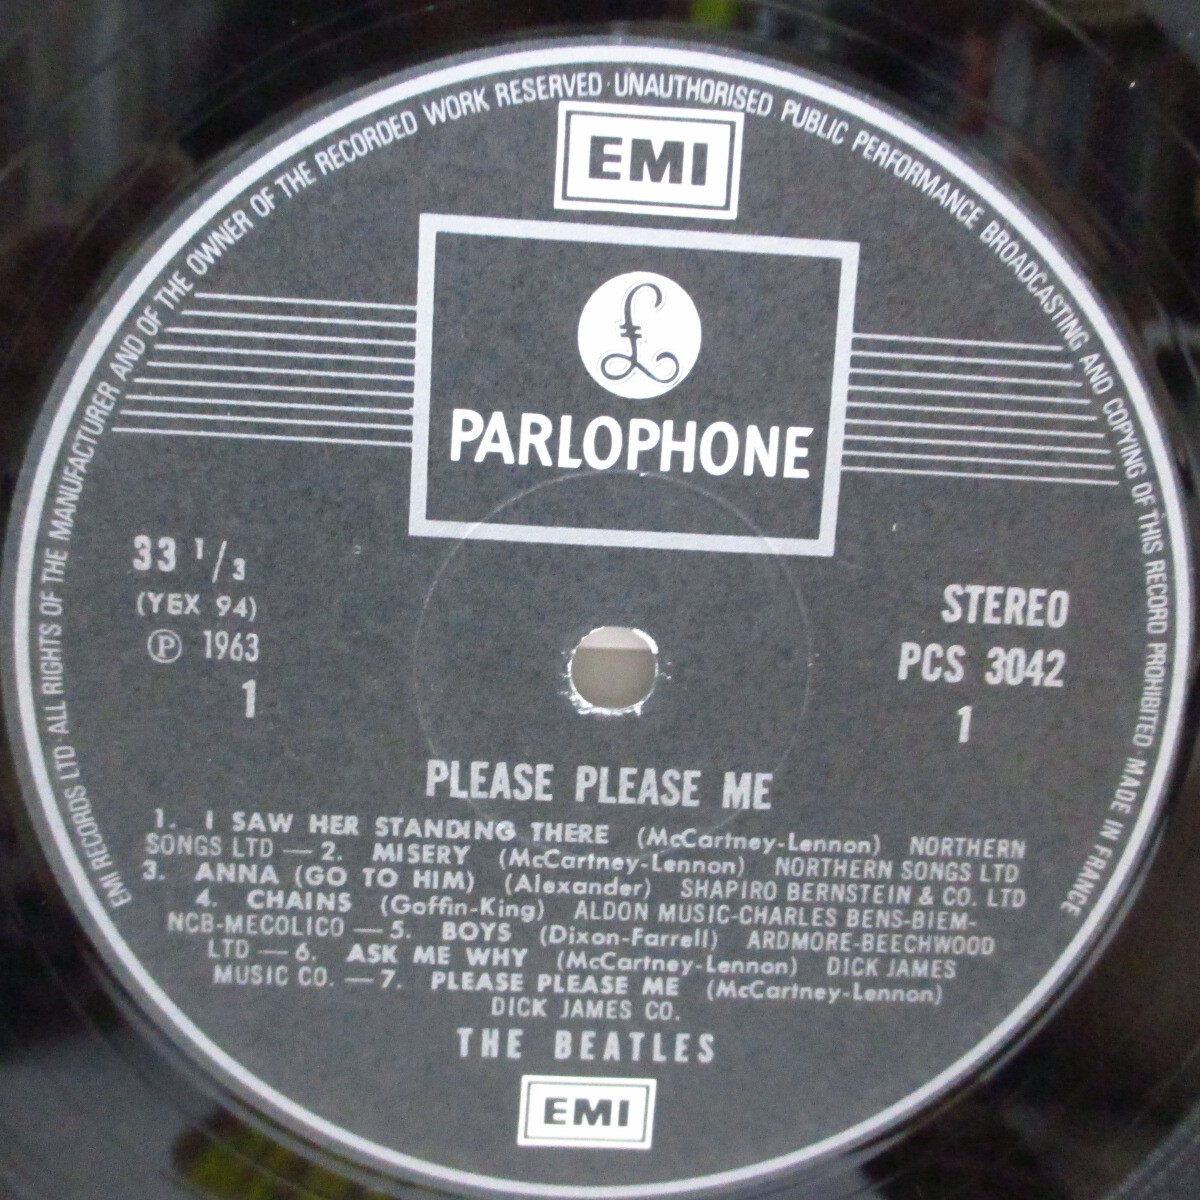 EMI RECORDS LTD · ALL RIGHTS OF THE MANUFACTURER AND OF THE OWNER OF THE RECORDED WORK RESERVED · UNAUTHORISED PUBLIC PERFORMANCE BROADCASTING AND COPYING OF THIS RECORD PROHIBITED · MADE IN FRANCE
EMI
£
PARLOPHONE
33 1/3
(YEX 94)
Ⓟ 1963
1
STEREO
PCS 3042
1
PLEASE PLEASE ME
1. I SAW HER STANDING THERE (McCartney-Lennon) NORTHERN
SONGS LTD — 2. MISERY (McCartney-Lennon) NORTHERN SONGS LTD
3. ANNA (GO TO HIM) (Alexander) SHAPIRO BERNSTEIN & CO. LTD
4. CHAINS (Goffin-King) ALDON MUSIC-CHARLES BENS-BIEM-
NCB-MECOLICO — 5. BOYS (Dixon-Farrell) ARDMORE-BEECHWOOD
LTD — 6. ASK ME WHY (McCartney-Lennon) DICK JAMES
MUSIC CO. — 7. PLEASE PLEASE ME (McCartney-Lennon)
DICK JAMES CO.
THE BEATLES
EMI